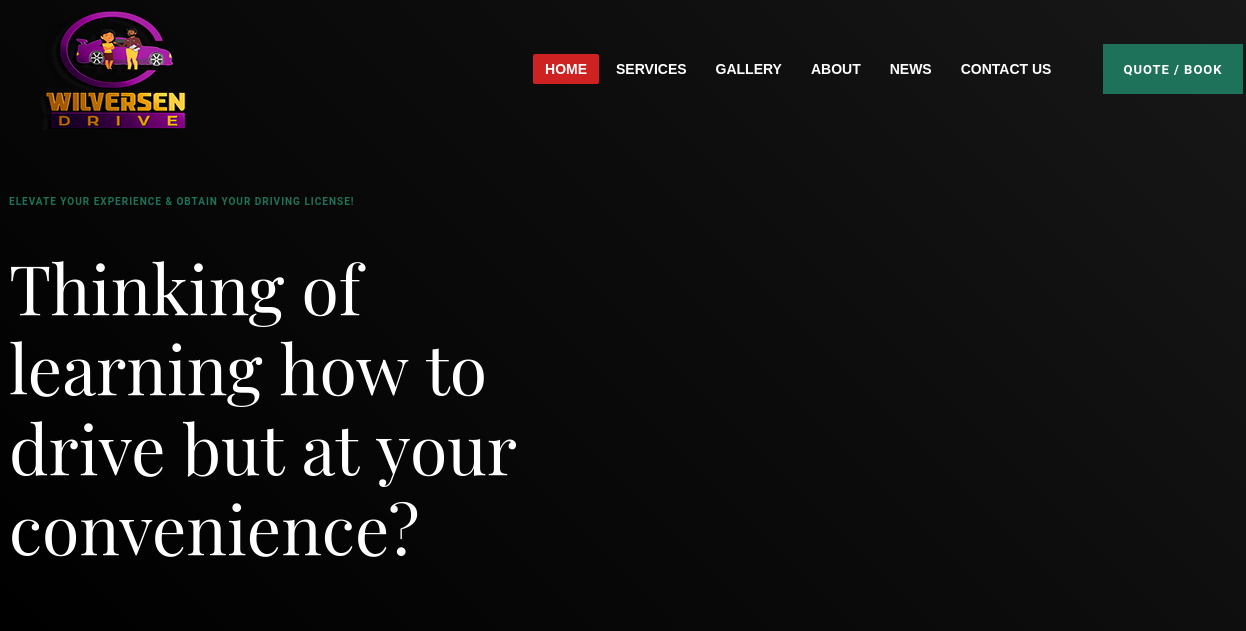 WILVERSEN
DRIVE
HOME SERVICES GALLERY ABOUT NEWS CONTACT US QUOTE / BOOK
ELEVATE YOUR EXPERIENCE & OBTAIN YOUR DRIVING LICENSE!
Thinking of
learning how to
drive but at your
convenience?